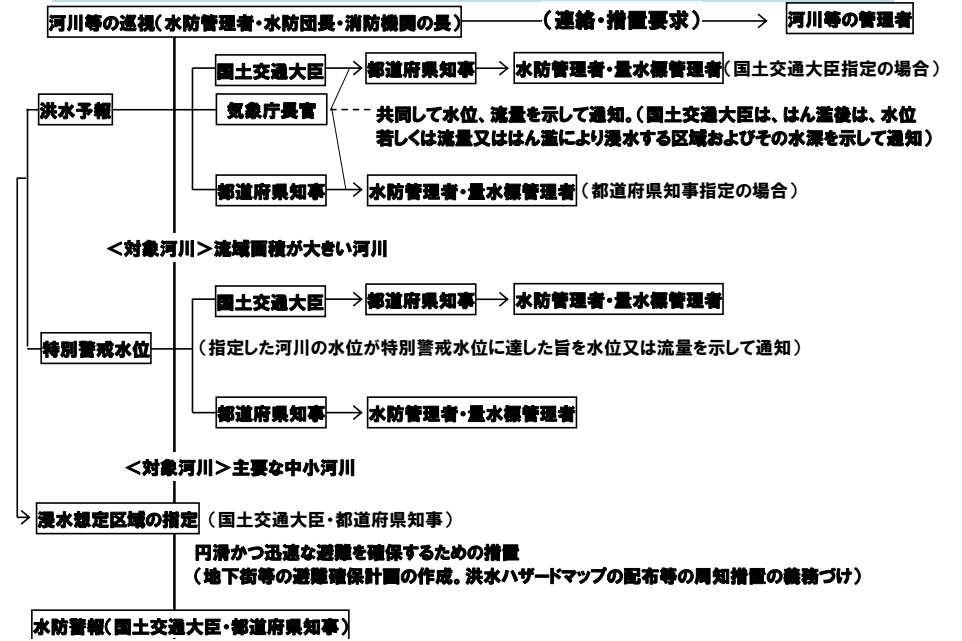 河川等の巡視(水防管理者・水防団長・消防機関の長) (連絡・措置要求) 河川等の管理者
国土交通大臣 都道府県知事 水防管理者・量水標管理者(国土交通大臣指定の場合)
洪水予報 気象庁長官 共同して水位、流量を示して通知。(国土交通大臣は、はん濫後は、水位
若しくは流量又ははん濫により浸水する区域およびその水深を示して通知)
都道府県知事 水防管理者・量水標管理者(都道府県知事指定の場合)
<対象河川>流域面積が大きい河川
国土交通大臣 都道府県知事 水防管理者・量水標管理者
特別警戒水位 (指定した河川の水位が特別警戒水位に達した旨を水位又は流量を示して通知)
都道府県知事 水防管理者・量水標管理者
<対象河川>主要な中小河川
浸水想定区域の指定 (国土交通大臣・都道府県知事)
円滑かつ迅速な避難を確保するための措置
(地下街等の避難確保計画の作成。洪水ハザードマップの配布等の周知措置の義務づけ)
水防警報(国土交通大臣・都道府県知事)